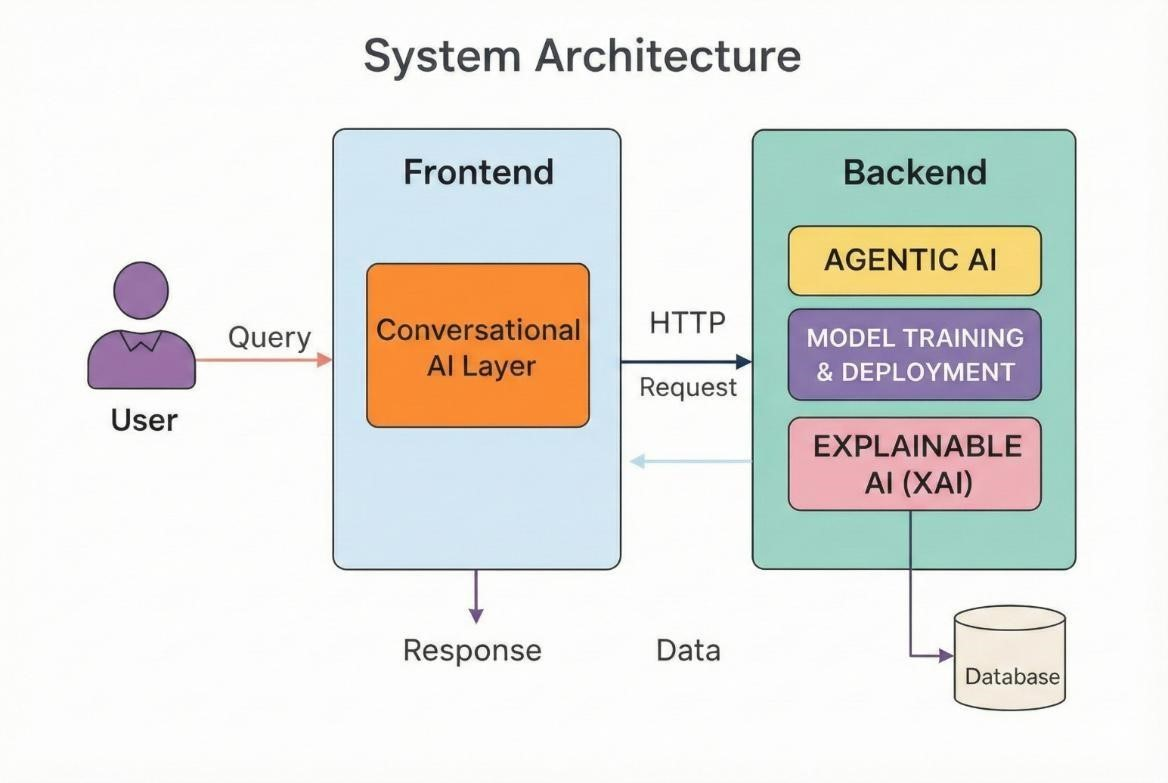 System Architecture
Frontend
Backend
AGENTIC AI
Conversational
AI Layer
HTTP
Request
MODEL TRAINING
& DEPLOYMENT
Query
User
EXPLAINABLE
AI (XAI)
Response
Data
Database